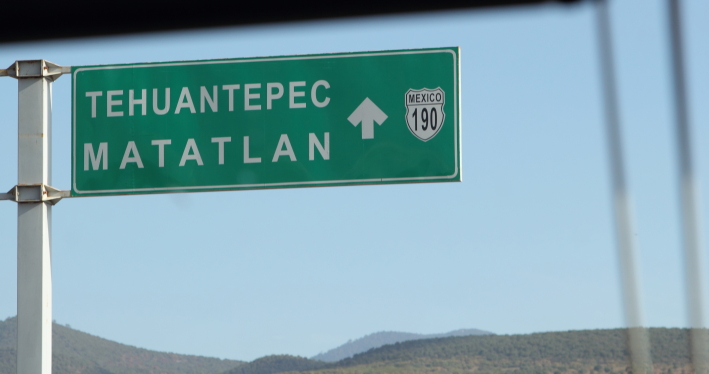 TEHUANTEPEC
MATATLAN
MEXICO
190